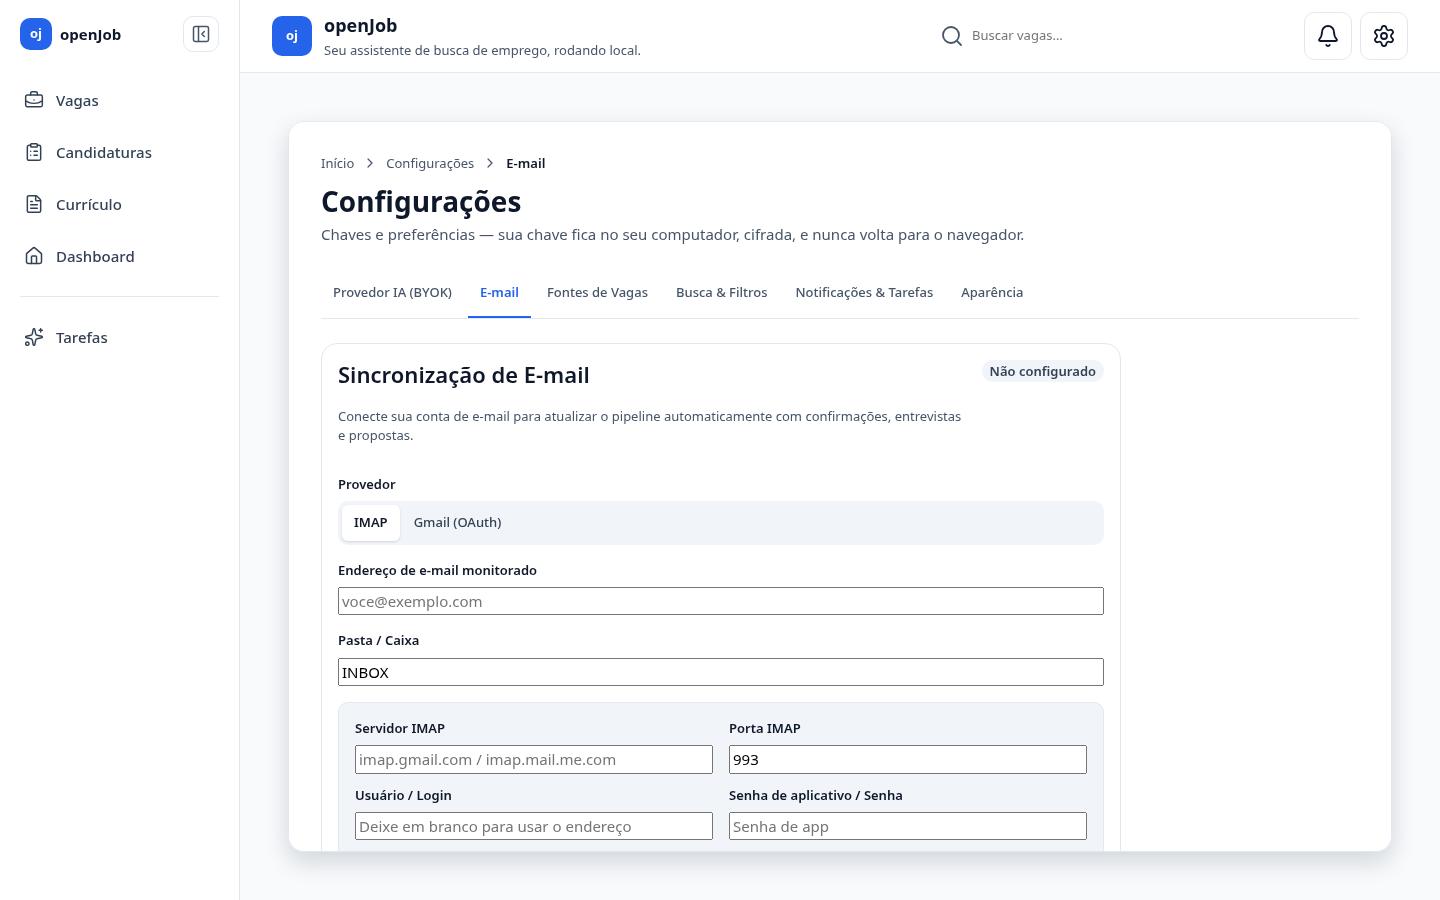 oj openJob
Vagas
Candidaturas
Currículo
Dashboard
Tarefas
oj
openJob
Seu assistente de busca de emprego, rodando local.
Buscar vagas...
Início Configurações E-mail
Configurações
Chaves e preferências — sua chave fica no seu computador, cifrada, e nunca volta para o navegador.
Provedor IA (BYOK) E-mail Fontes de Vagas Busca & Filtros Notificações & Tarefas Aparência
Sincronização de E-mail
Não configurado
Conecte sua conta de e-mail para atualizar o pipeline automaticamente com confirmações, entrevistas
e propostas.
Provedor
IMAP Gmail (OAuth)
Endereço de e-mail monitorado
voce@exemplo.com
Pasta / Caixa
INBOX
Servidor IMAP Porta IMAP
imap.gmail.com / imap.mail.me.com 993
Usuário / Login Senha de aplicativo / Senha
Deixe em branco para usar o endereço Senha de app